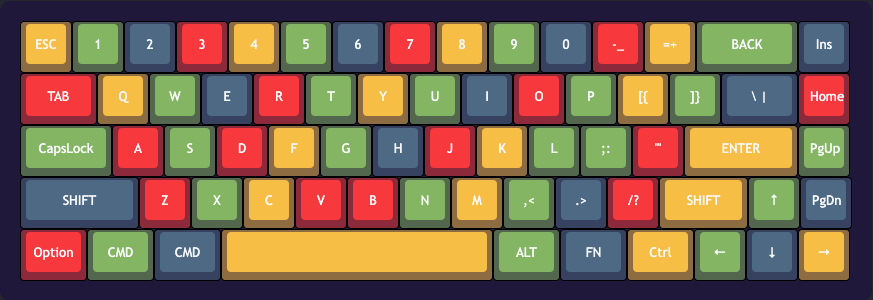 ESC 1 2 3 4 5 6 7 8 9 0 -_ =+ BACK Ins
TAB Q W E R T Y U I O P [{ ]} \ | Home
CapsLock A S D F G H J K L ;: '" ENTER PgUp
SHIFT Z X C V B N M ,< .> /? SHIFT ↑ PgDn
Option CMD CMD ALT FN Ctrl ← ↓ →